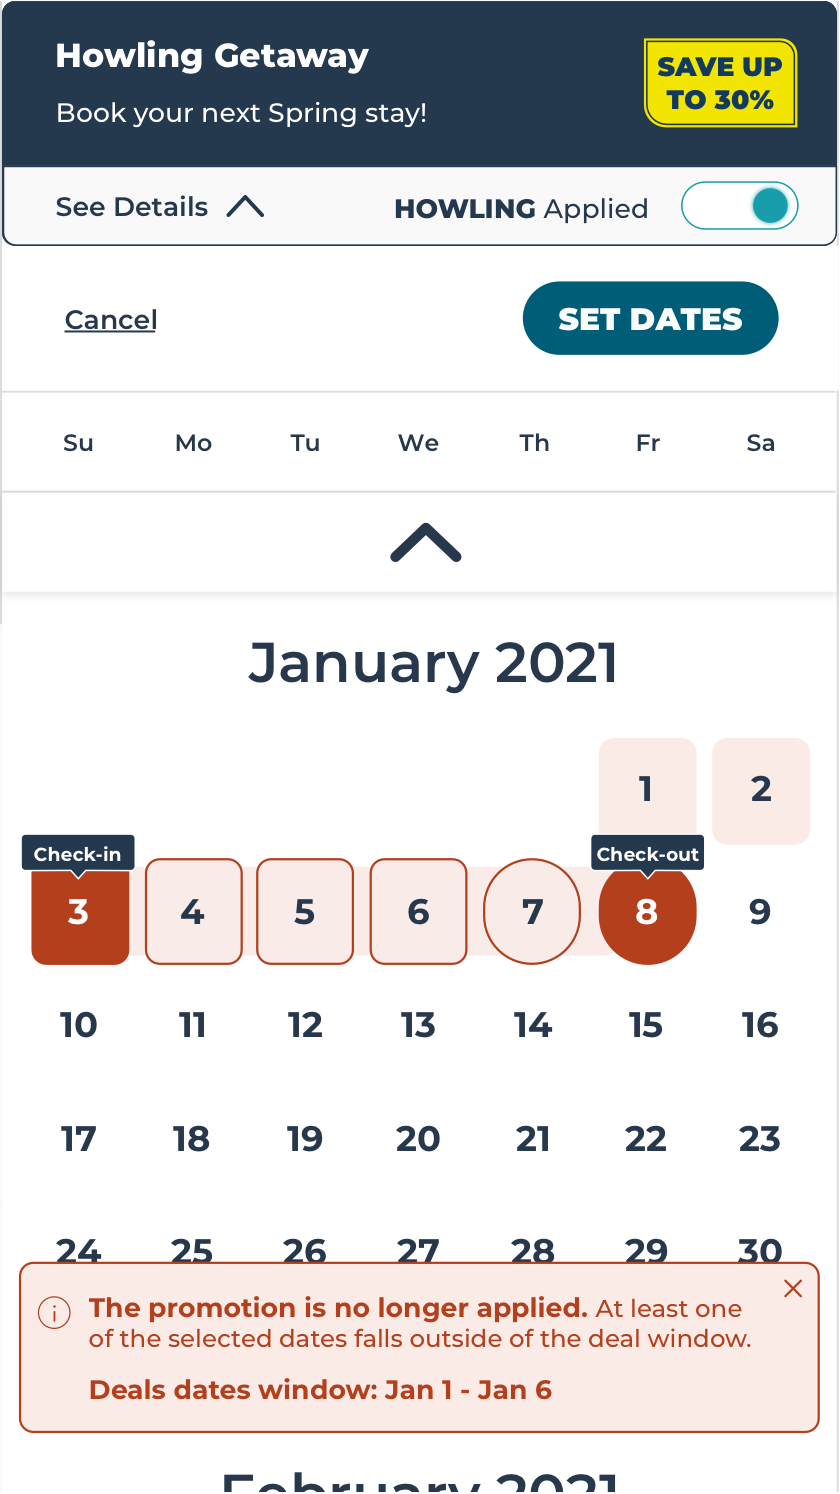 Howling Getaway
Book your next Spring stay!
SAVE UP
TO 30%
See Details
HOWLING Applied
Cancel
SET DATES
Su Mo Tu We Th Fr Sa
January 2021
1 2
Check-in Check-out
3 4 5 6 7 8 9
10 11 12 13 14 15 16
17 18 19 20 21 22 23
24 25 26 27 28 29 30
The promotion is no longer applied. At least one
of the selected dates falls outside of the deal window.
Deals dates window: Jan 1 - Jan 6
February 2021